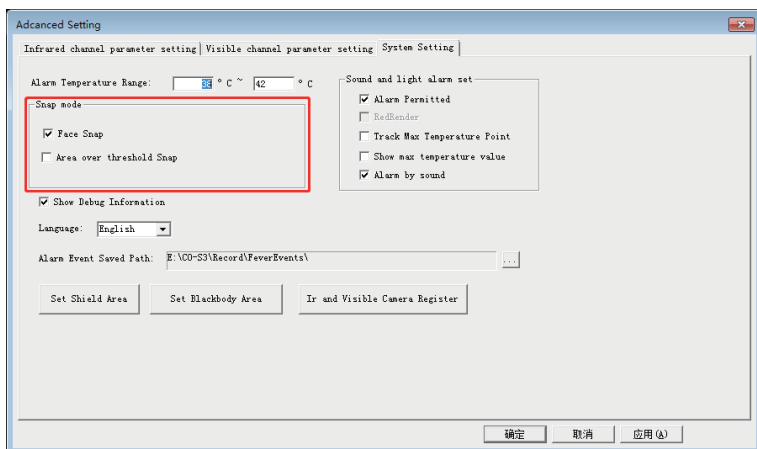 Adcanced Setting
Infrared channel parameter setting Visible channel parameter setting System Setting
Alarm Temperature Range: 36 ° C ~ 42 ° C
Snap mode
Face Snap
Area over threshold Snap
Sound and light alarm set
Alarm Permitted
RedRender
Track Max Temperature Point
Show max temperature value
Alarm by sound
Show Debug Information
Language: English
Alarm Event Saved Path: E:\CO-S3\Record\FeverEvents\ ...
Set Shield Area Set Blackbody Area Ir and Visible Camera Register
确定 取消 应用(A)